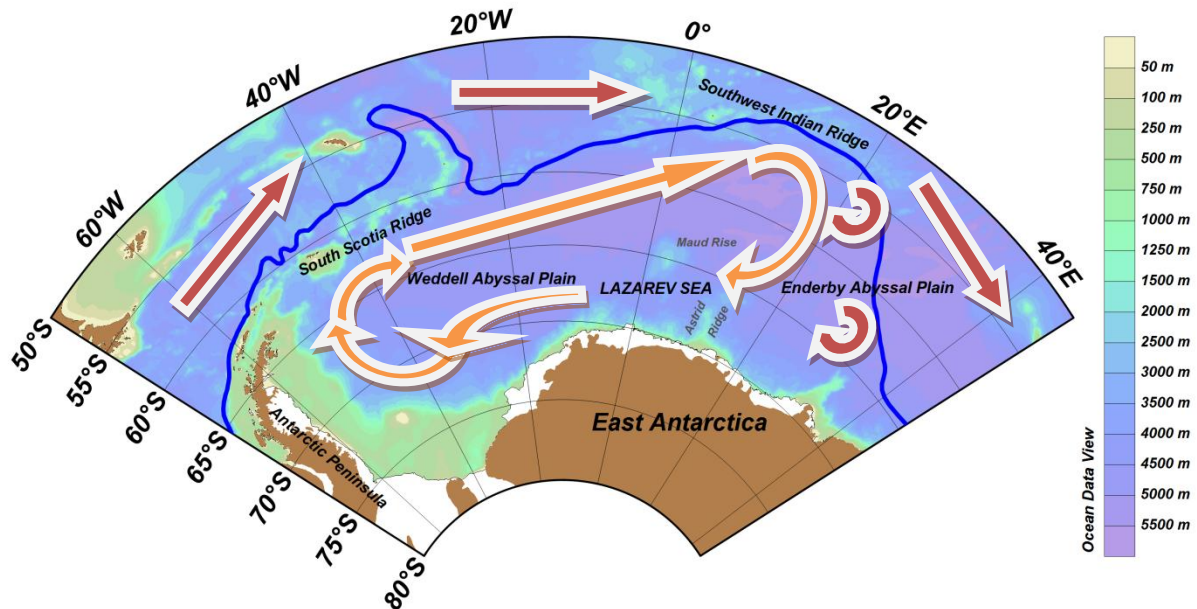 20°W
0°
40°W
20°E
60°W
40°E
Southwest Indian Ridge
South Scotia Ridge
Maud Rise
Weddell Abyssal Plain
LAZAREV SEA
Enderby Abyssal Plain
Astrid
Ridge
50°S
55°S
60°S
65°S
70°S
75°S
80°S
East Antarctica
Antarctic Peninsula
Ocean Data View
50 m
100 m
250 m
500 m
750 m
1000 m
1250 m
1500 m
2000 m
2500 m
3000 m
3500 m
4000 m
4500 m
5000 m
5500 m